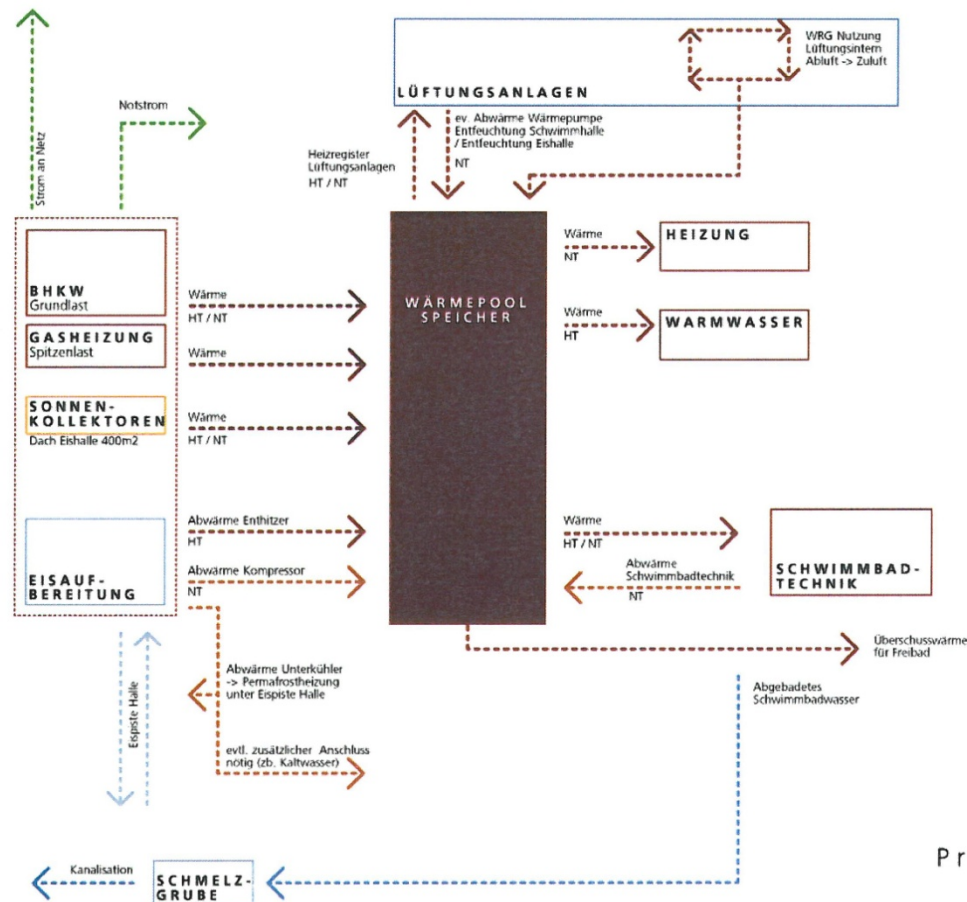 WRG Nutzung
Lüftungsintern
Abluft -> Zuluft
LÜFTUNGSANLAGEN
Notstrom
Strom an Netz
Heizregister
Lüftungsanlagen
HT / NT
ev. Abwärme Wärmepumpe
Entfeuchtung Schwimmhalle
/ Entfeuchtung Eishalle
NT
BHKW
Grundlast
GASHEIZUNG
Spitzenlast
SONNEN-
KOLLEKTOREN
Dach Eishalle 400m2
EISAUF-
BEREITUNG
Wärme
HT / NT
Wärme
Wärme
HT / NT
Abwärme Enthitzer
HT
Abwärme Kompressor
NT
WÄRMEPOOL
SPEICHER
Wärme
NT
HEIZUNG
Wärme
HT
WARMWASSER
Wärme
HT / NT
Abwärme
Schwimmbadtechnik
NT
SCHWIMMBAD-
TECHNIK
Überschusswärme
für Freibad
Abgebadetes
Schwimmbadwasser
Abwärme Unterkühler
-> Permafrostheizung
unter Eispiste Halle
Eispiste Halle
evtl. zusätzlicher Anschluss
nötig (zb. Kaltwasser)
Kanalisation
SCHMELZ-
GRUBE
Pr